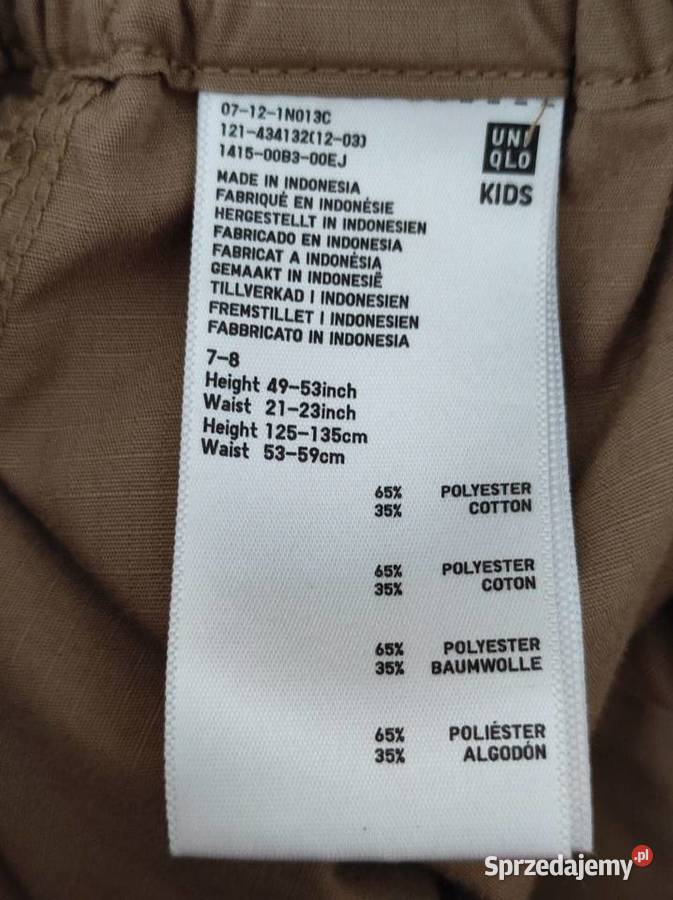 07-12-1N013C
121-434132(12-03)
1415-00B3-00EJ
UNI
QLO
KIDS
MADE IN INDONESIA
FABRIQUÉ EN INDONÉSIE
HERGESTELLT IN INDONESIEN
FABRICADO EN INDONESIA
FABRICAT A INDONÈSIA
GEMAAKT IN INDONESIË
TILLVERKAD I INDONESIEN
FREMSTILLET I INDONESIEN
FABBRICATO IN INDONESIA
7-8
Height 49-53inch
Waist 21-23inch
Height 125-135cm
Waist 53-59cm
65% POLYESTER
35% COTTON
65% POLYESTER
35% COTON
65% POLYESTER
35% BAUMWOLLE
65% POLIÉSTER
35% ALGODÓN
Sprzedajemy.pl